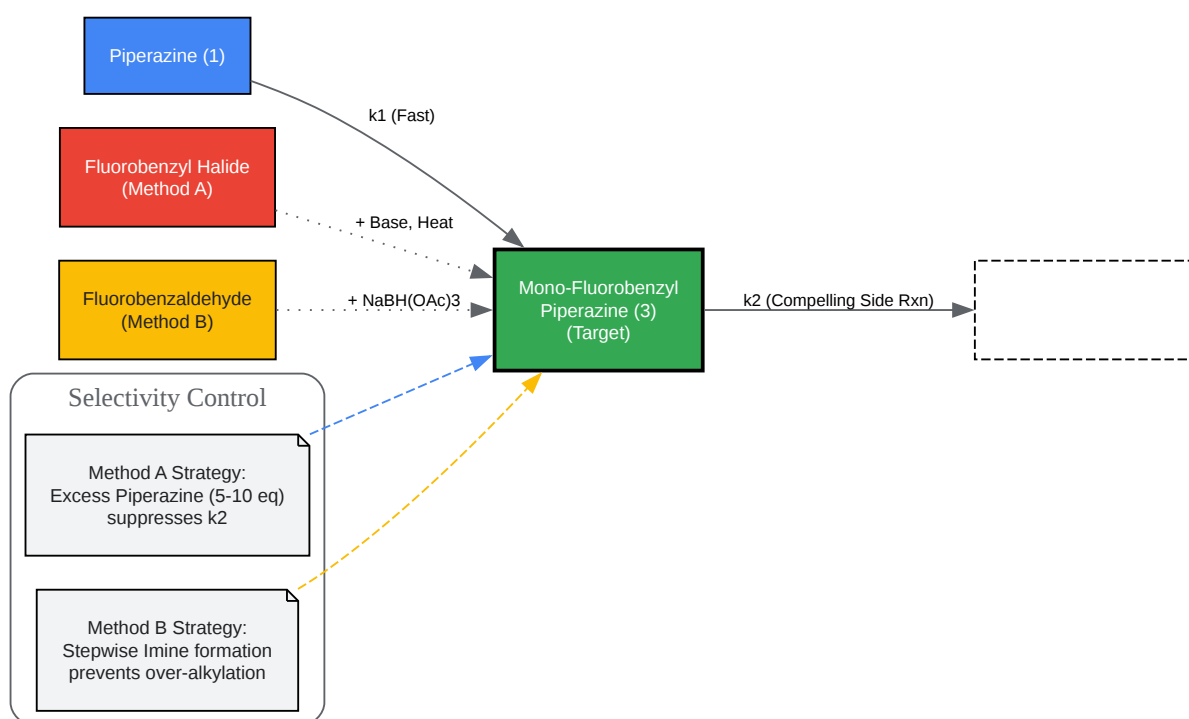 Piperazine (1)
k1 (Fast)
Fluorobenzyl Halide
(Method A)
+ Base, Heat
Fluorobenzaldehyde
(Method B)
+ NaBH(OAc)3
Mono-Fluorobenzyl
Piperazine (3)
(Target)
k2 (Compelling Side Rxn)
Selectivity Control
Method A Strategy:
Excess Piperazine (5-10 eq)
suppresses k2
Method B Strategy:
Stepwise Imine formation
prevents over-alkylation